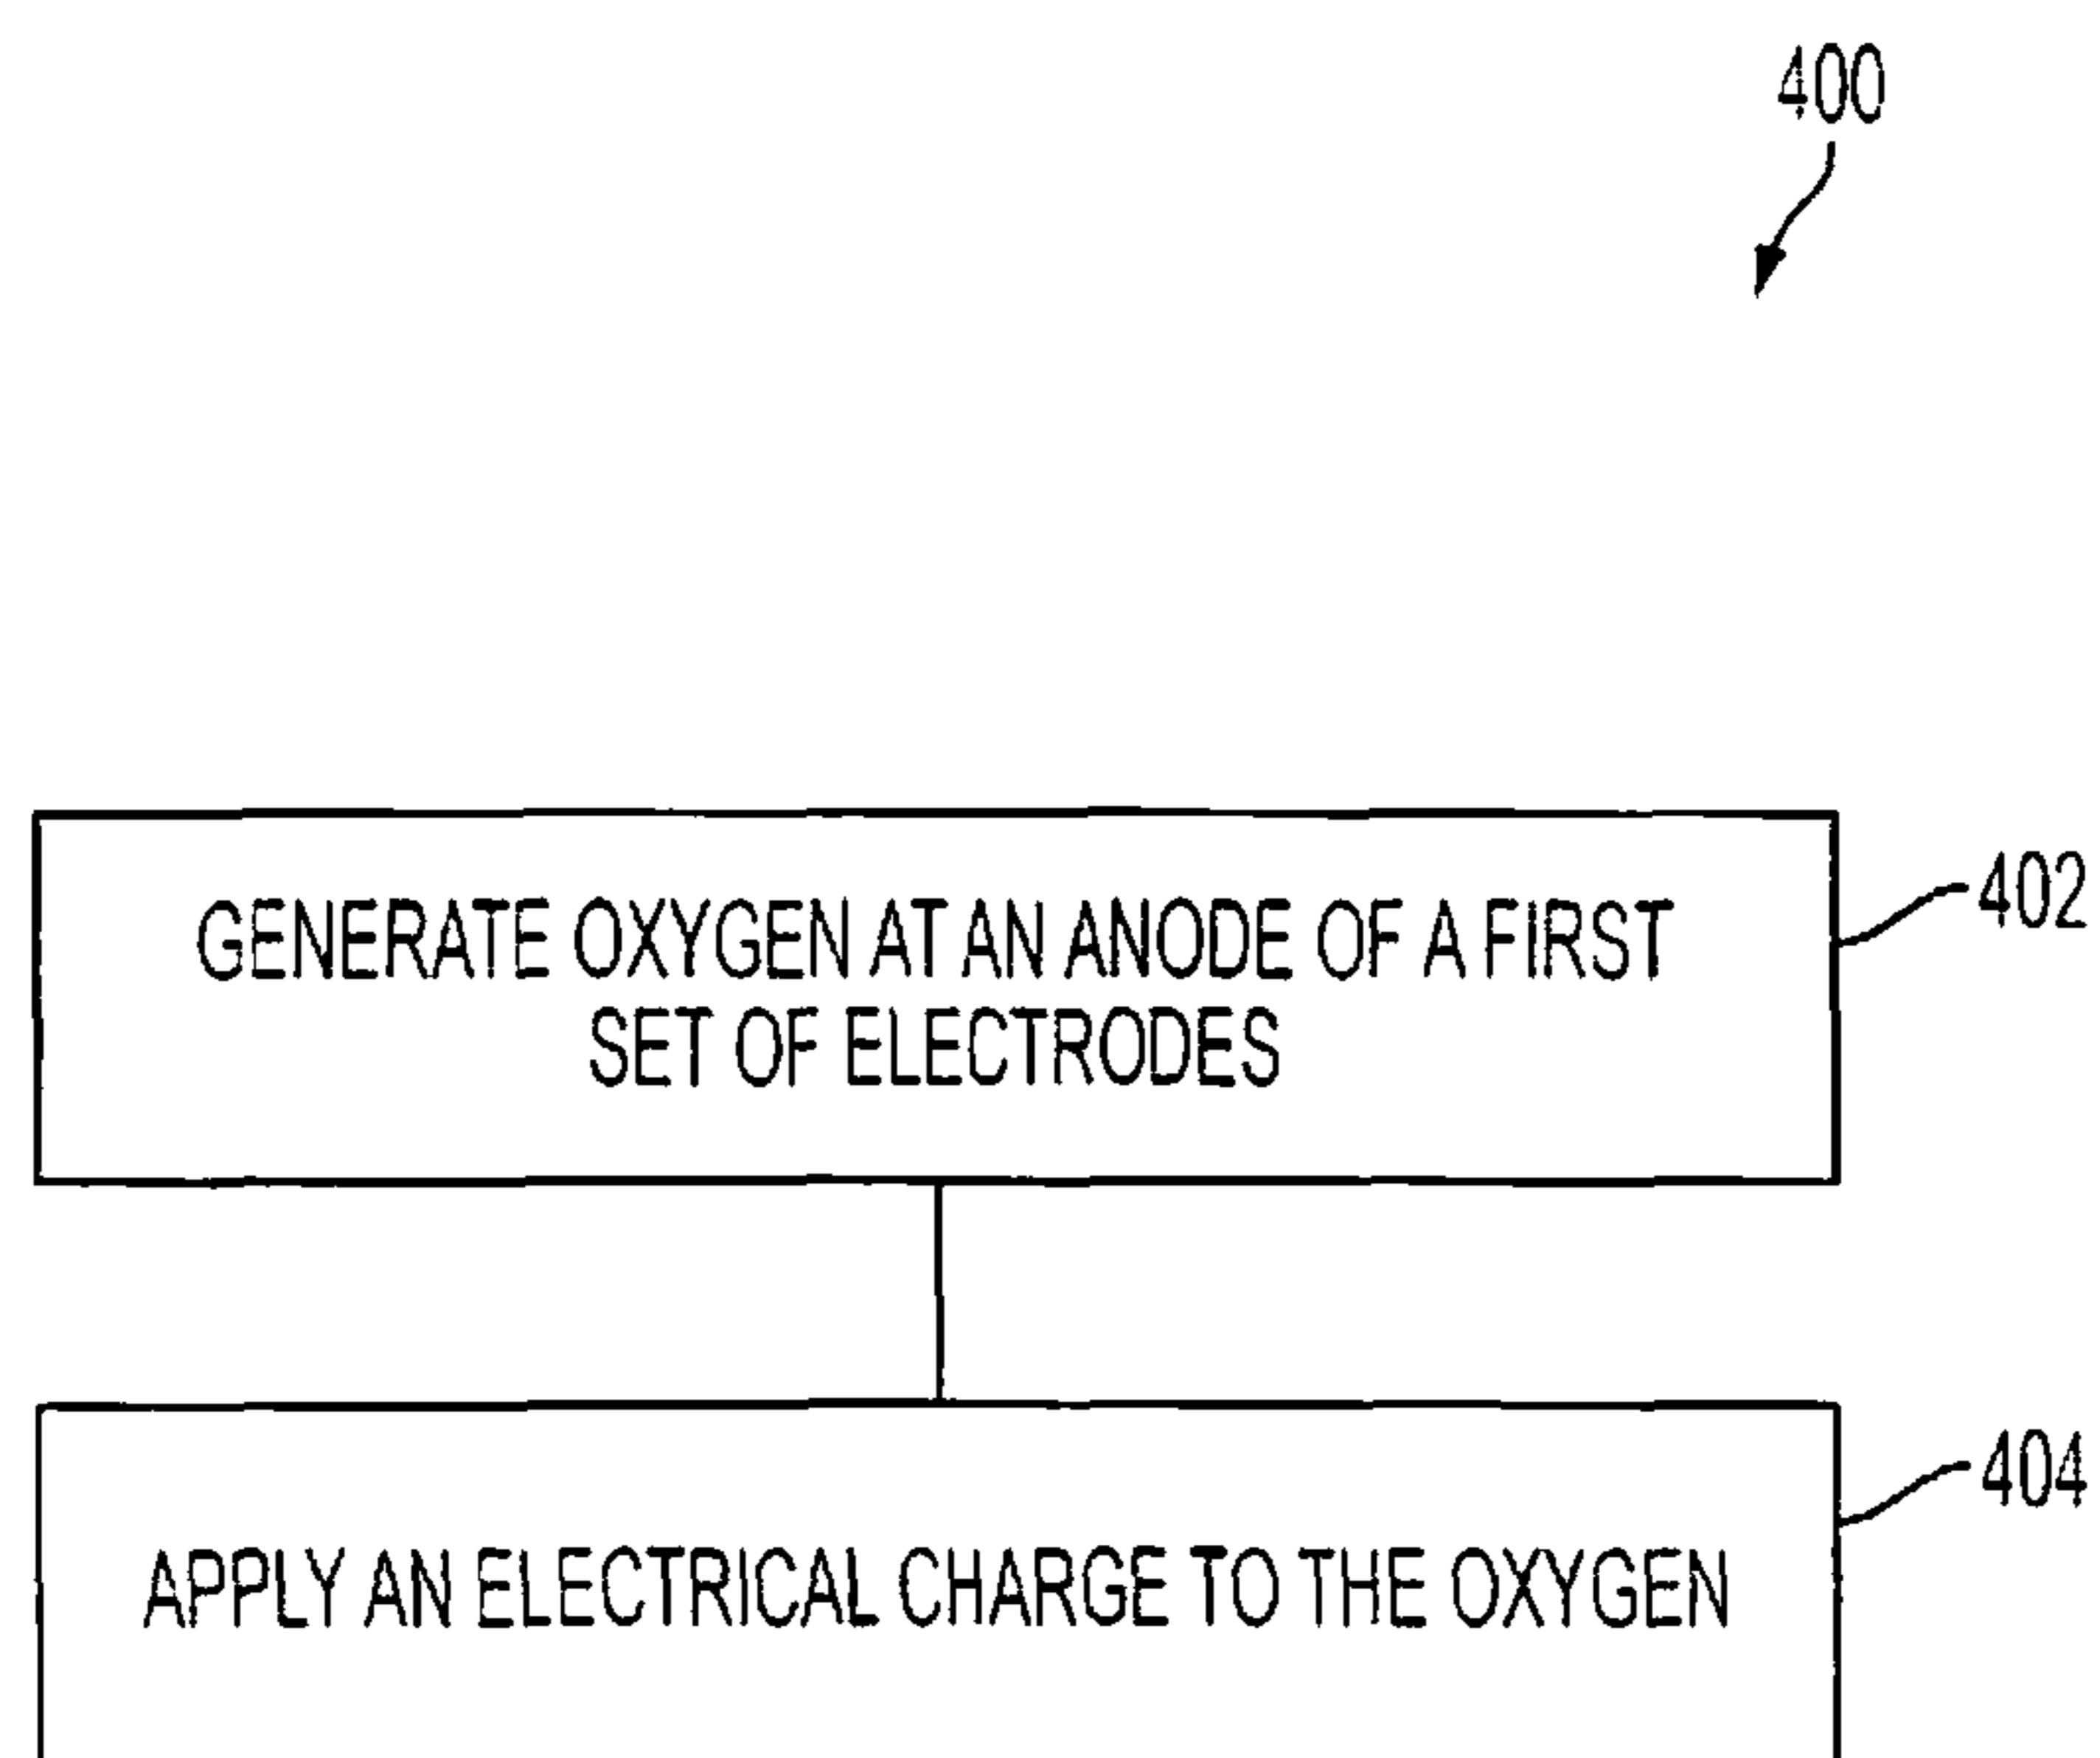 400
GENERATE OXYGEN AT AN ANODE OF A FIRST
SET OF ELECTRODES
402
APPLY AN ELECTRICAL CHARGE TO THE OXYGEN
404